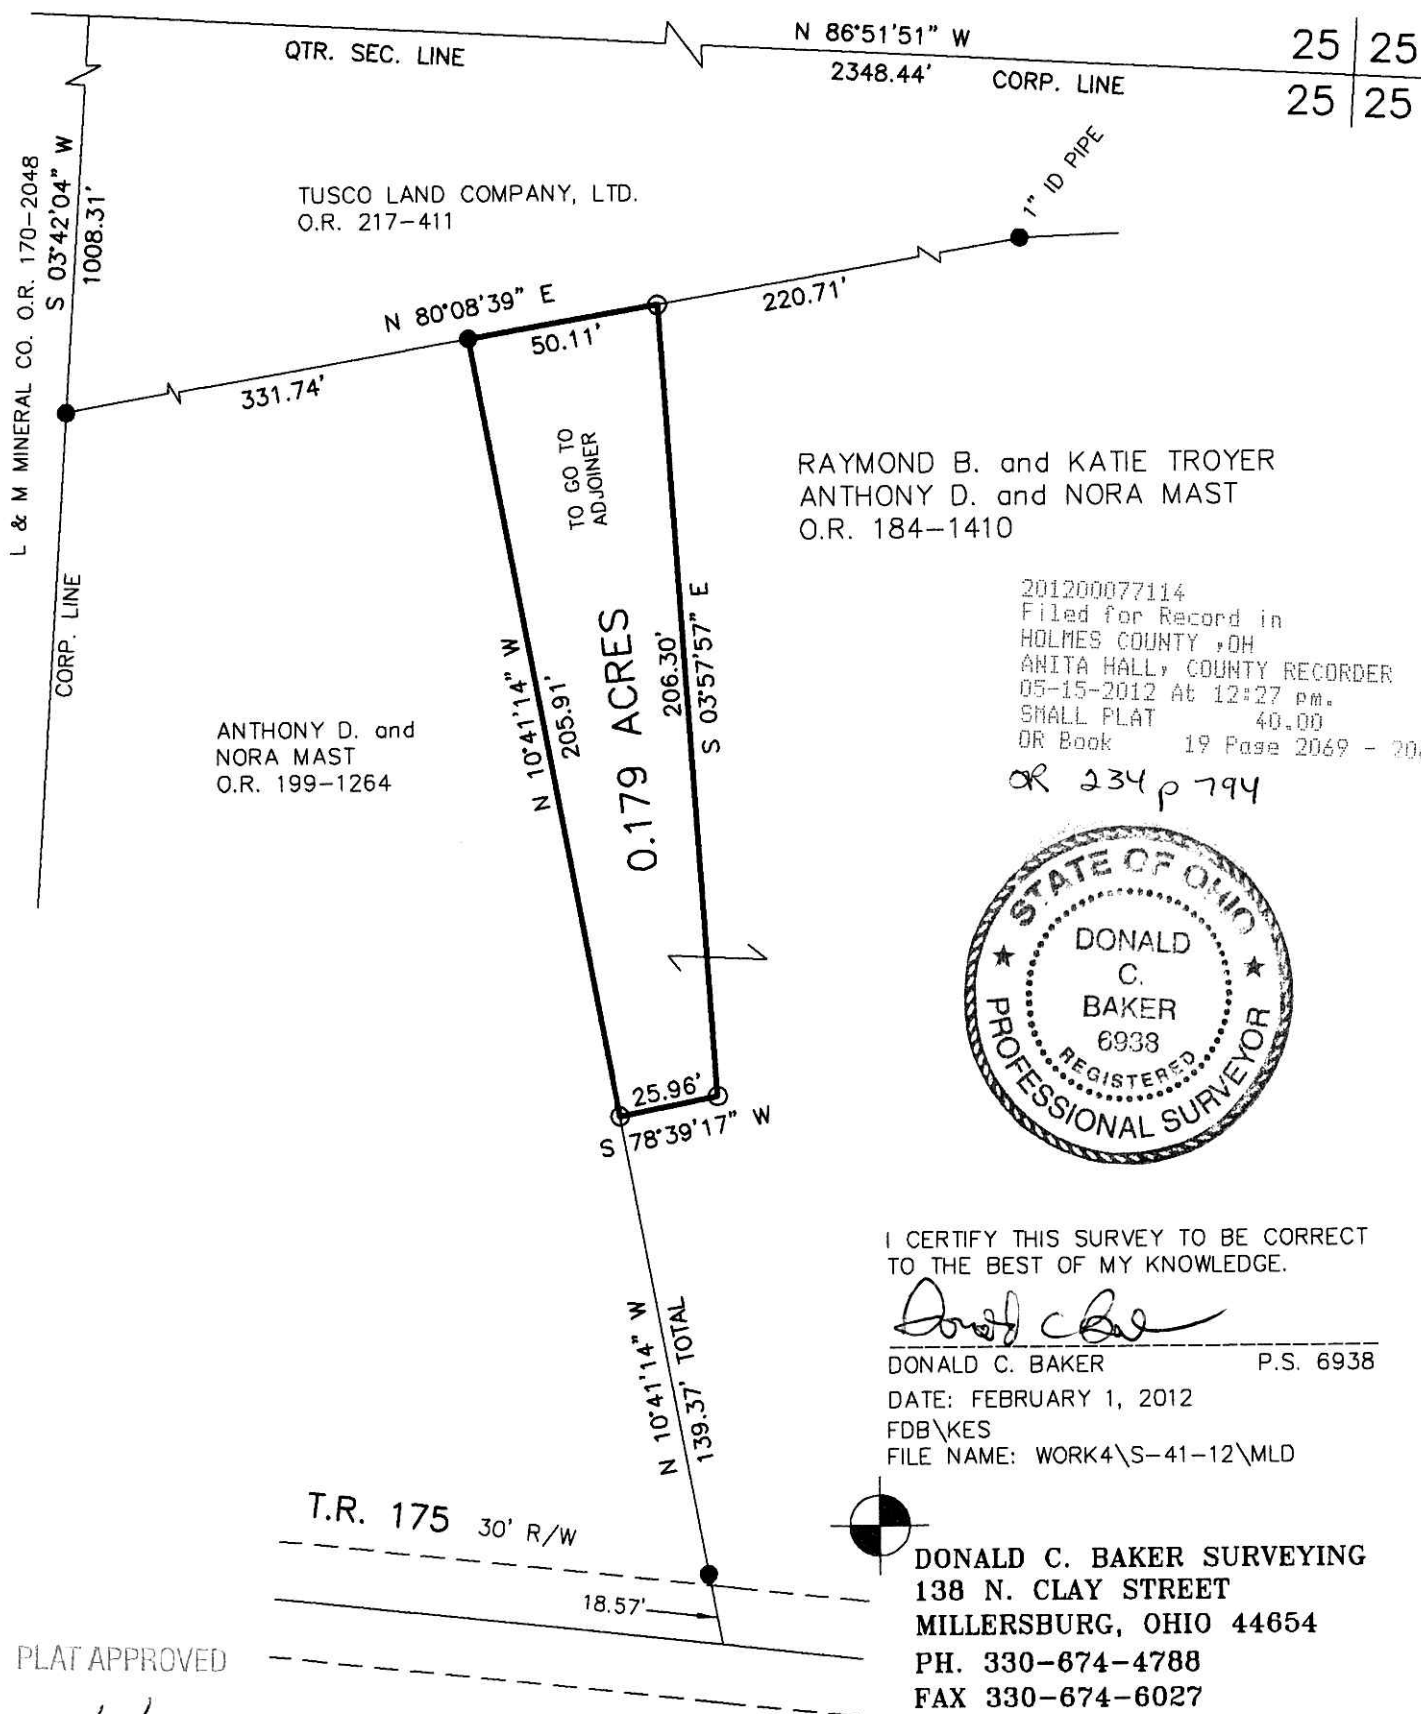 QTR. SEC. LINE
N 86°51'51" W
2348.44'
CORP. LINE
25 25
25 25
L & M MINERAL CO. O.R. 170-2048
S 03°42'04" W
1008.31'
TUSCO LAND COMPANY, LTD.
O.R. 217-411
1" ID PIPE
N 80°08'39" E
50.11'
220.71'
331.74'
TO GO TO
ADJOINER
RAYMOND B. and KATIE TROYER
ANTHONY D. and NORA MAST
O.R. 184-1410
CORP. LINE
201200077114
Filed for Record in
HOLMES COUNTY ,OH
ANITA HALL, COUNTY RECORDER
05-15-2012 At 12:27 pm.
SMALL PLAT 40.00
OR Book 19 Page 2069 -
OR 234 p 794
ANTHONY D. and
NORA MAST
O.R. 199-1264
N 10°41'14" W
205.91'
0.179 ACRES
206.30'
S 03°57'57" E
STATE OF OHIO
DONALD
C.
BAKER
6938
REGISTERED
PROFESSIONAL SURVEYOR
25.96'
S 78°39'17" W
I CERTIFY THIS SURVEY TO BE CORRECT
TO THE BEST OF MY KNOWLEDGE.
Donald C Baker
DONALD C. BAKER P.S. 6938
DATE: FEBRUARY 1, 2012
FDB\KES
FILE NAME: WORK4\S-41-12\MLD
N 10°41'14" W
139.37' TOTAL
T.R. 175 30' R/W
18.57'
DONALD C. BAKER SURVEYING
138 N. CLAY STREET
MILLERSBURG, OHIO 44654
PH. 330-674-4788
FAX 330-674-6027
PLAT APPROVED